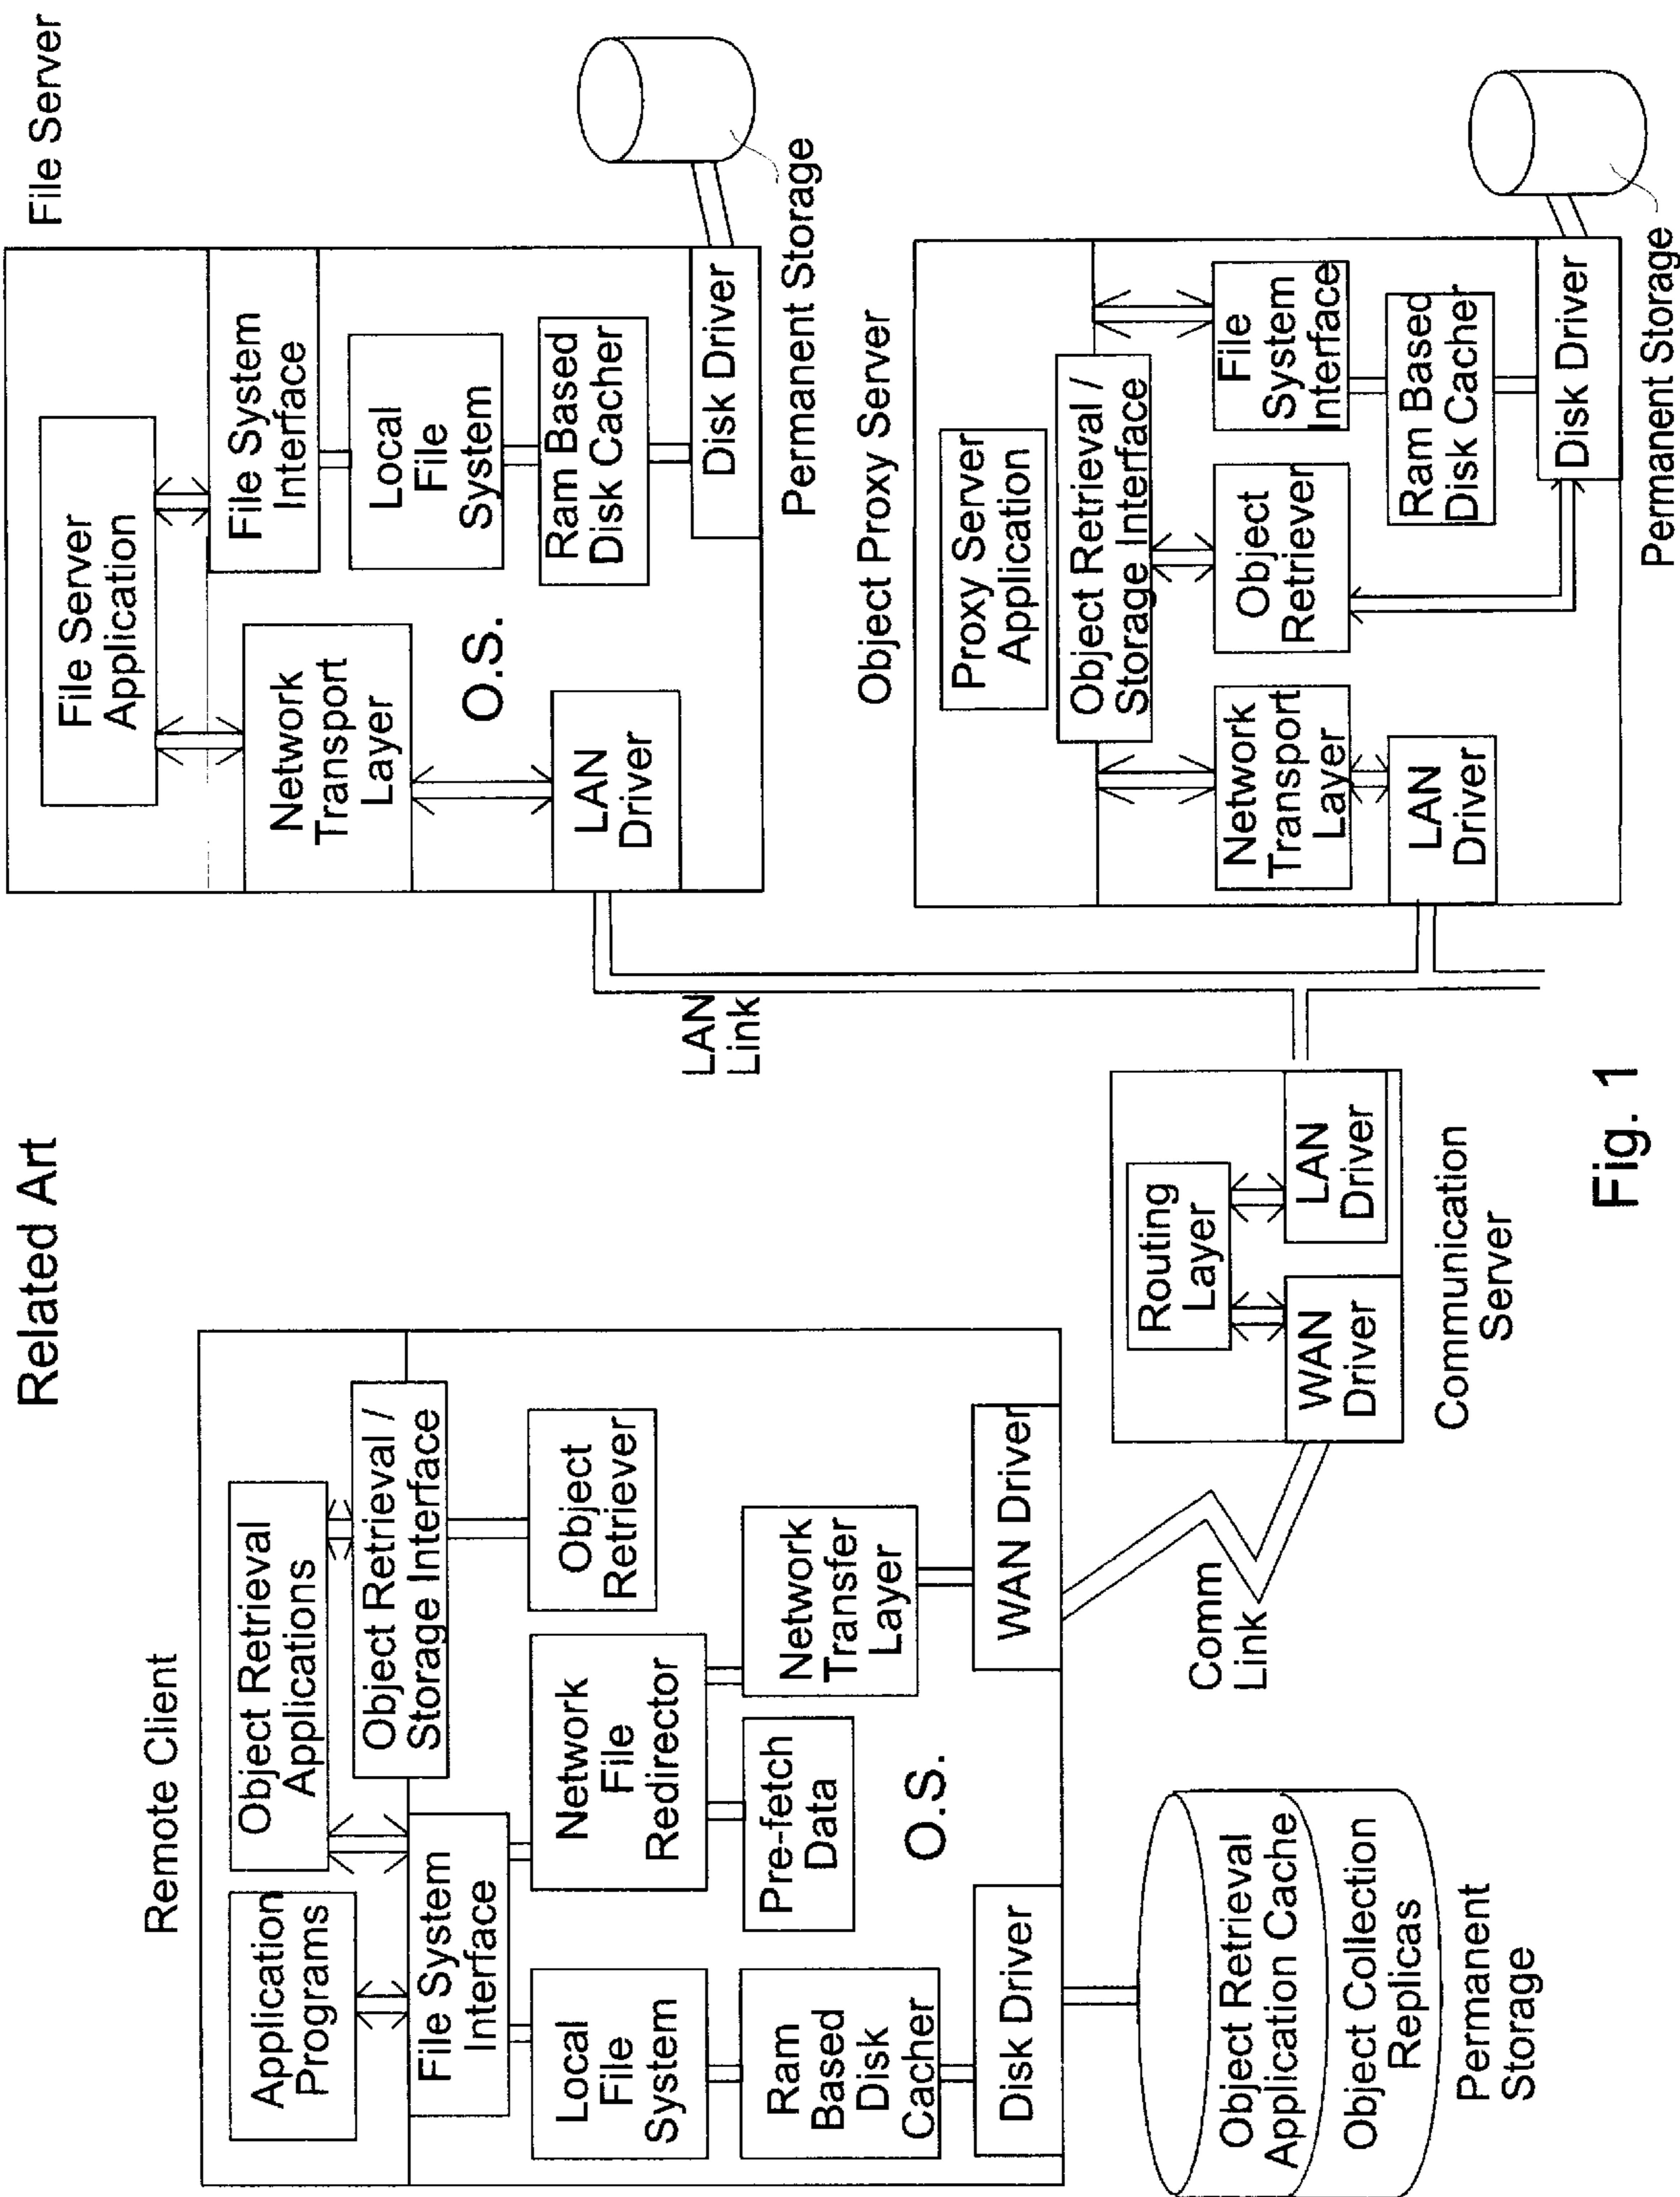 Related Art
Remote Client
Application
Programs
Object Retrieval
Applications
File System
Interface
Object Retrieval /
Storage Interface
Local
File
System
Network
File
Redirector
Object
Retriever
Ram
Based
Disk
Cacher
Pre-fetch
Data
Network
Transfer
Layer
O.S.
Disk Driver
WAN Driver
Object Retrieval
Application Cache
Object Collection
Replicas
Permanent
Storage
Comm
Link
Routing
Layer
WAN
Driver
LAN
Driver
Communication
Server
LAN
Link
File Server
File Server
Application
Network
Transport
Layer
File System
Interface
Local
File
System
O.S.
Ram Based
Disk Cacher
LAN
Driver
Disk Driver
Permanent Storage
Object Proxy Server
Proxy Server
Application
Object Retrieval /
Storage Interface
Network
Transport
Layer
Object
Retriever
File
System
Interface
LAN
Driver
Ram Based
Disk Cacher
Disk Driver
Permanent Storage
Fig. 1